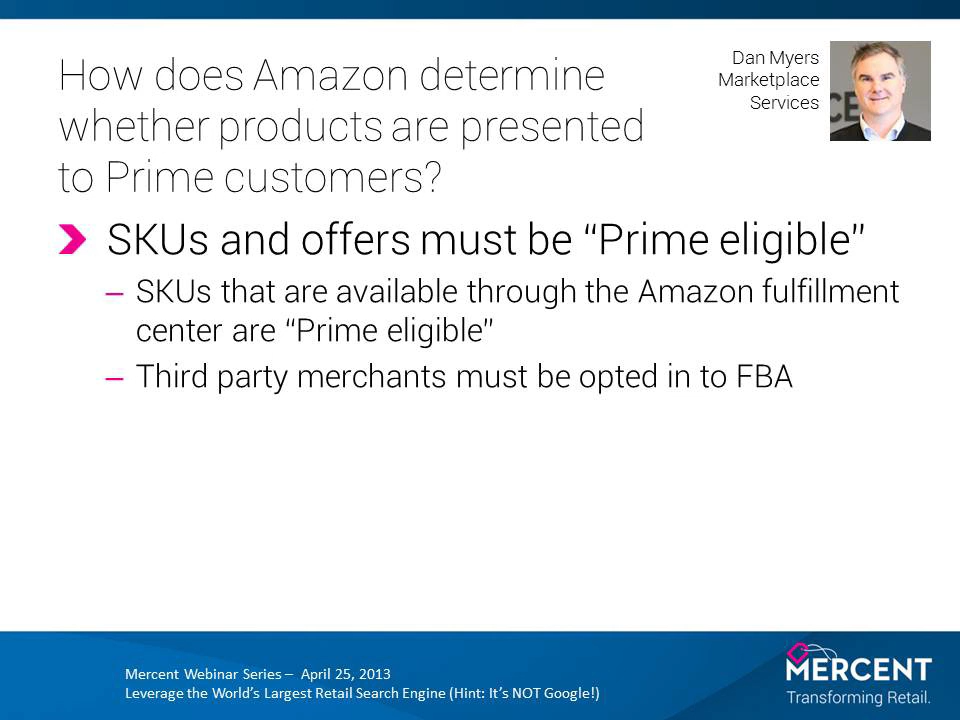 How does Amazon determine
whether products are presented
to Prime customers?
Dan Myers
Marketplace
Services
CE
SKUs and offers must be “Prime eligible”
– SKUs that are available through the Amazon fulfillment
center are “Prime eligible”
– Third party merchants must be opted in to FBA
Mercent Webinar Series – April 25, 2013
Leverage the World’s Largest Retail Search Engine (Hint: It’s NOT Google!)
MERCENT
Transforming Retail.